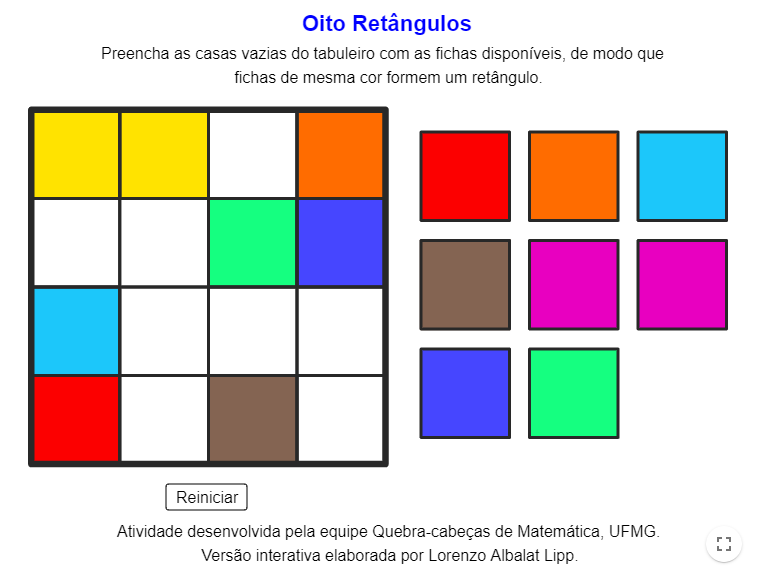 Oito Retângulos
Preencha as casas vazias do tabuleiro com as fichas disponíveis, de modo que
fichas de mesma cor formem um retângulo.
Reiniciar
Atividade desenvolvida pela equipe Quebra-cabeças de Matemática, UFMG.
Versão interativa elaborada por Lorenzo Albalat Lipp.